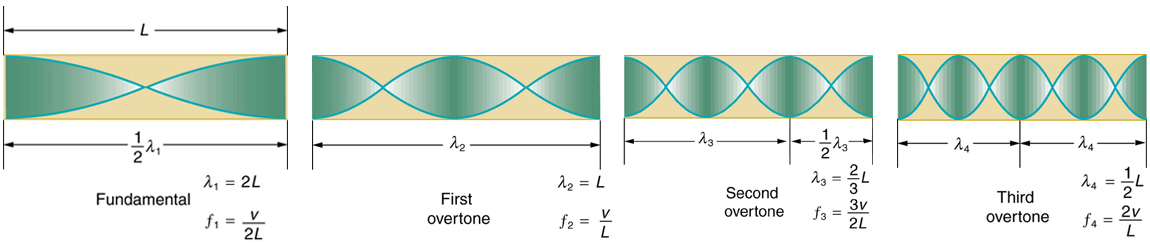 L
1/2 λ₁
λ₁ = 2L
Fundamental
f₁ = v/2L
λ₂
λ₂ = L
First
overtone
f₂ = v/L
λ₃
1/2 λ₃
λ₃ = 2/3 L
Second
overtone
f₃ = 3v/2L
λ₄
λ₄
λ₄ = 1/2 L
Third
overtone
f₄ = 2v/L